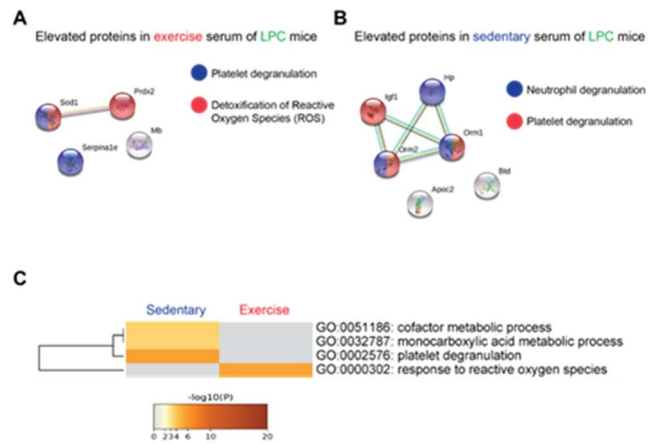 A
Elevated proteins in exercise serum of LPC mice
Sod1
Prdx2
Mb
Serpina1e
Platelet degranulation
Detoxification of Reactive
Oxygen Species (ROS)
B
Elevated proteins in sedentary serum of LPC mice
Hp
Igf1
Orm1
Orm2
Btd
Apoc2
Neutrophil degranulation
Platelet degranulation
C
Sedentary Exercise
GO:0051186: cofactor metabolic process
GO:0032787: monocarboxylic acid metabolic process
GO:0002576: platelet degranulation
GO:0000302: response to reactive oxygen species
-log10(P)
0 2 3 4 6 10 20